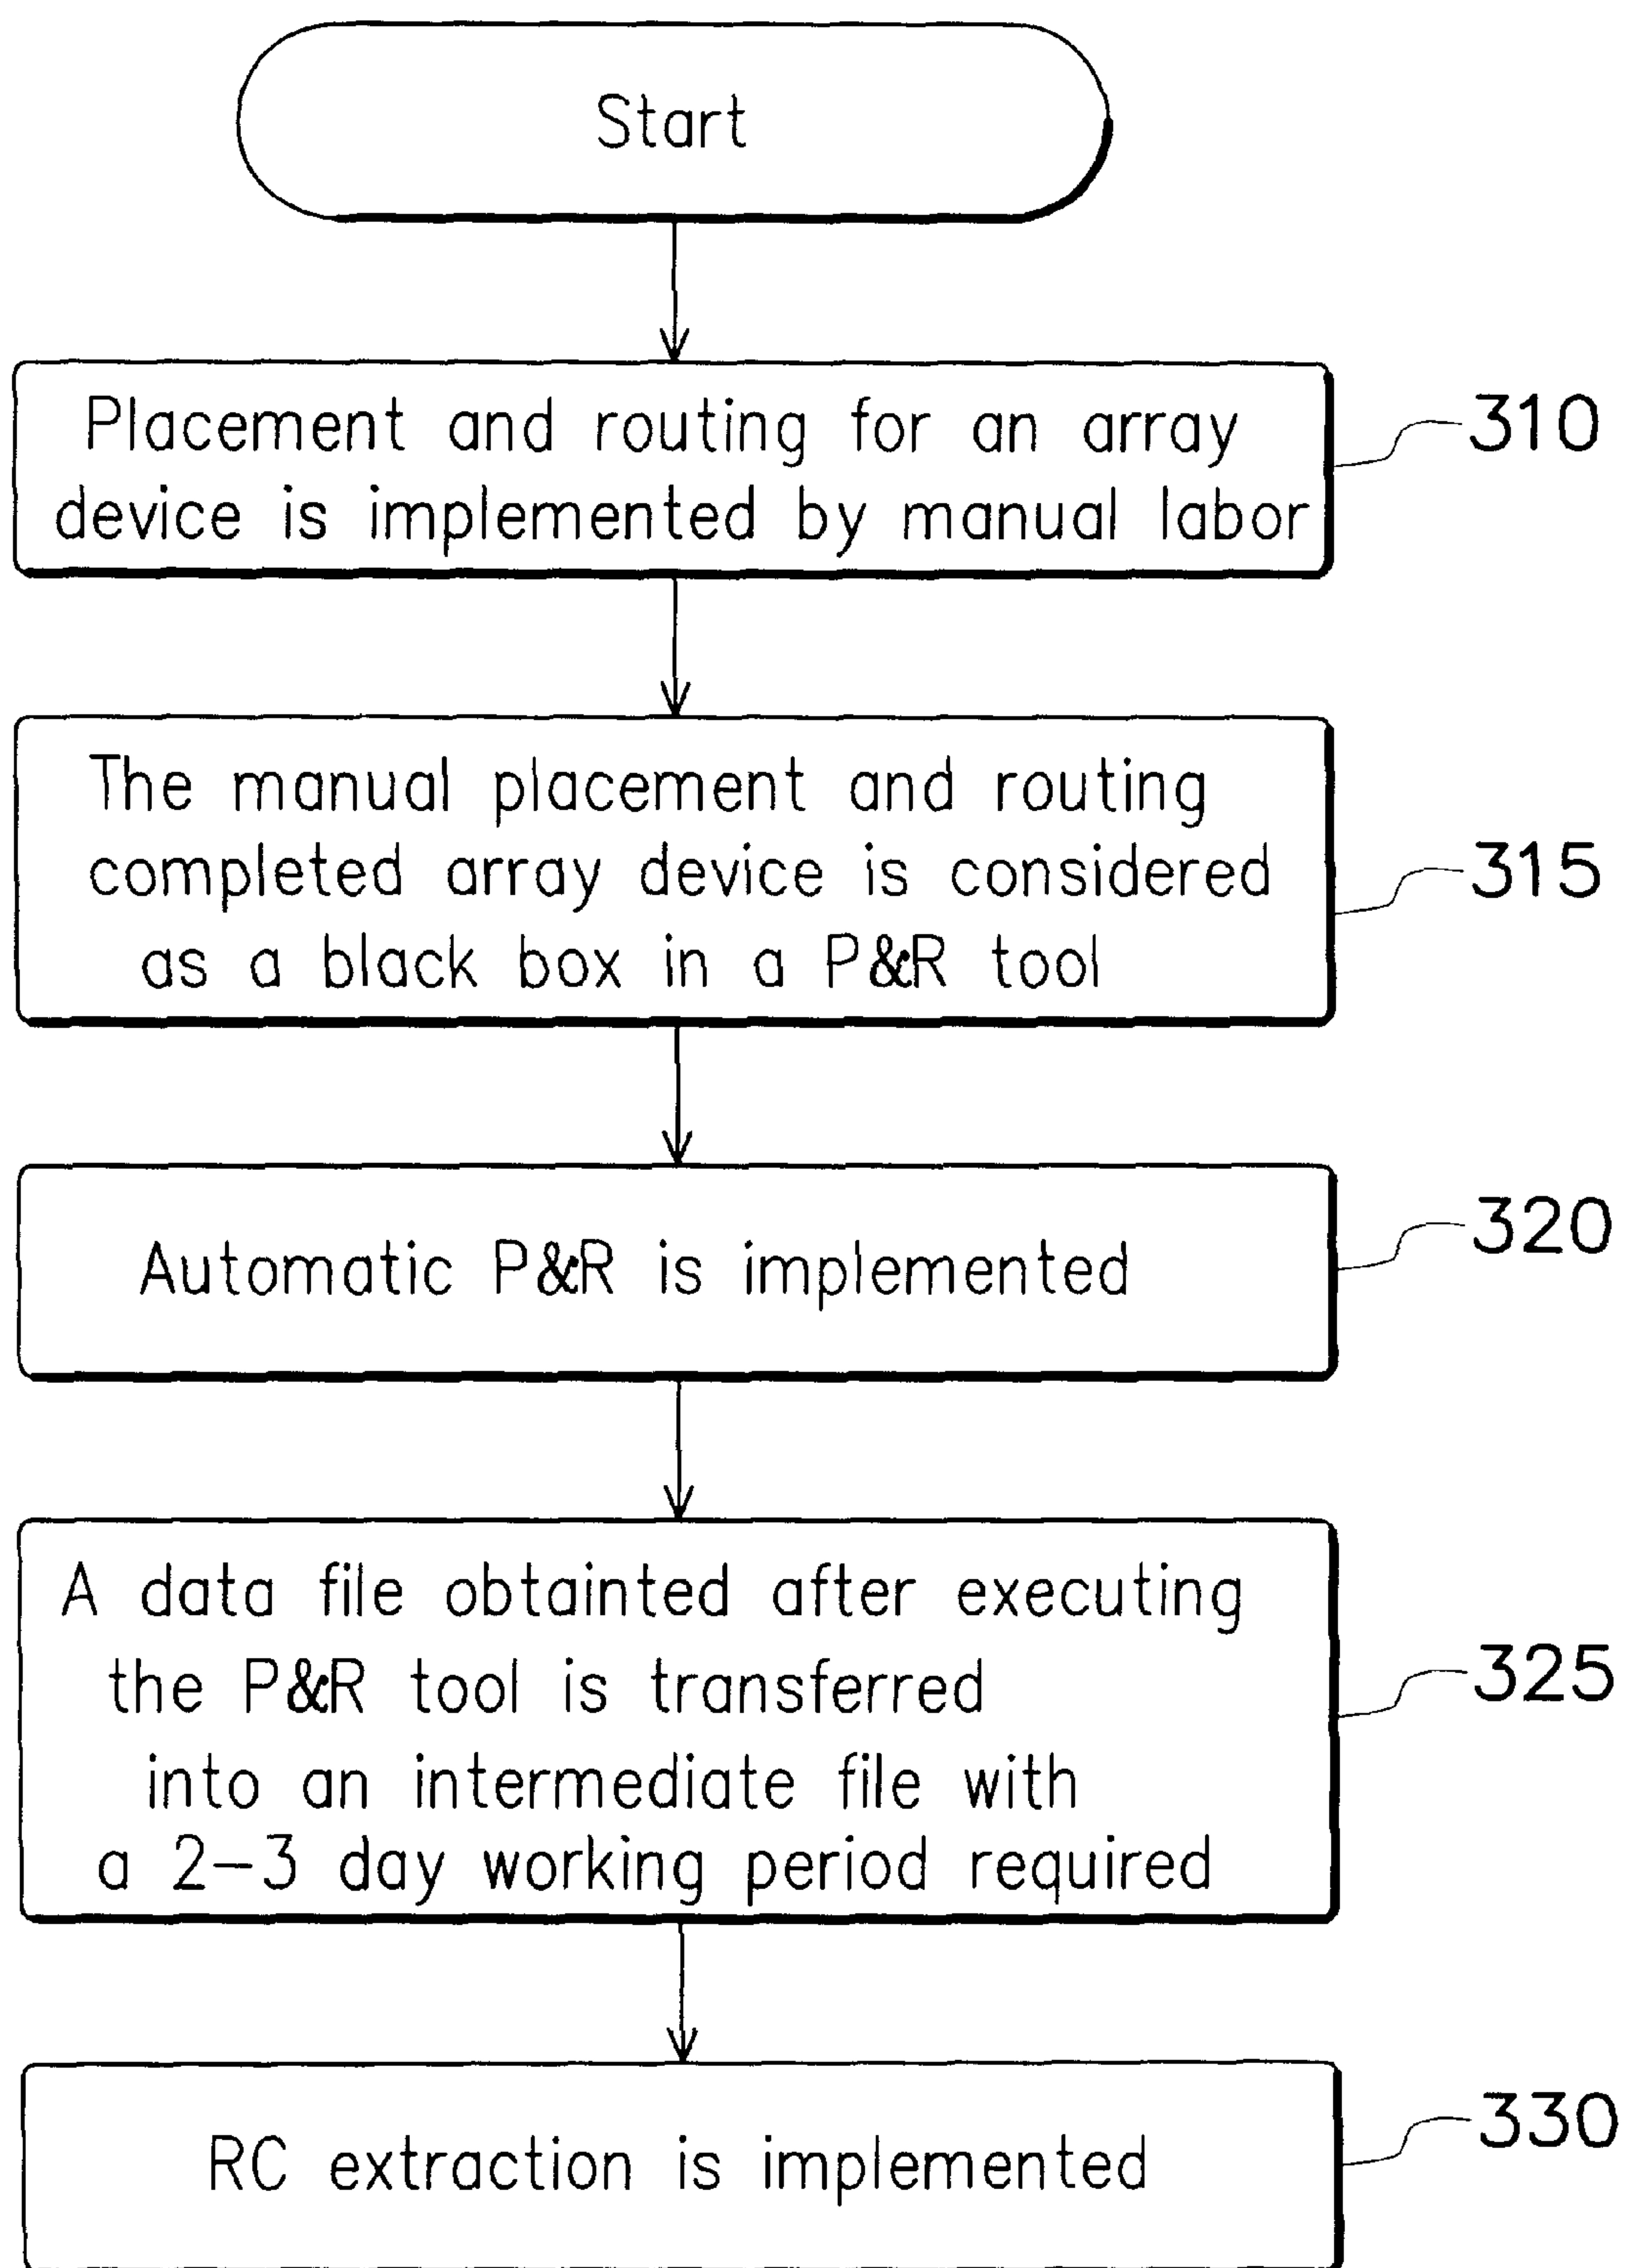 Start
Placement and routing for an array
device is implemented by manual labor
310
The manual placement and routing
completed array device is considered
as a black box in a P&R tool
315
Automatic P&R is implemented
320
A data file obtainted after executing
the P&R tool is transferred
into an intermediate file with
a 2-3 day working period required
325
RC extraction is implemented
330